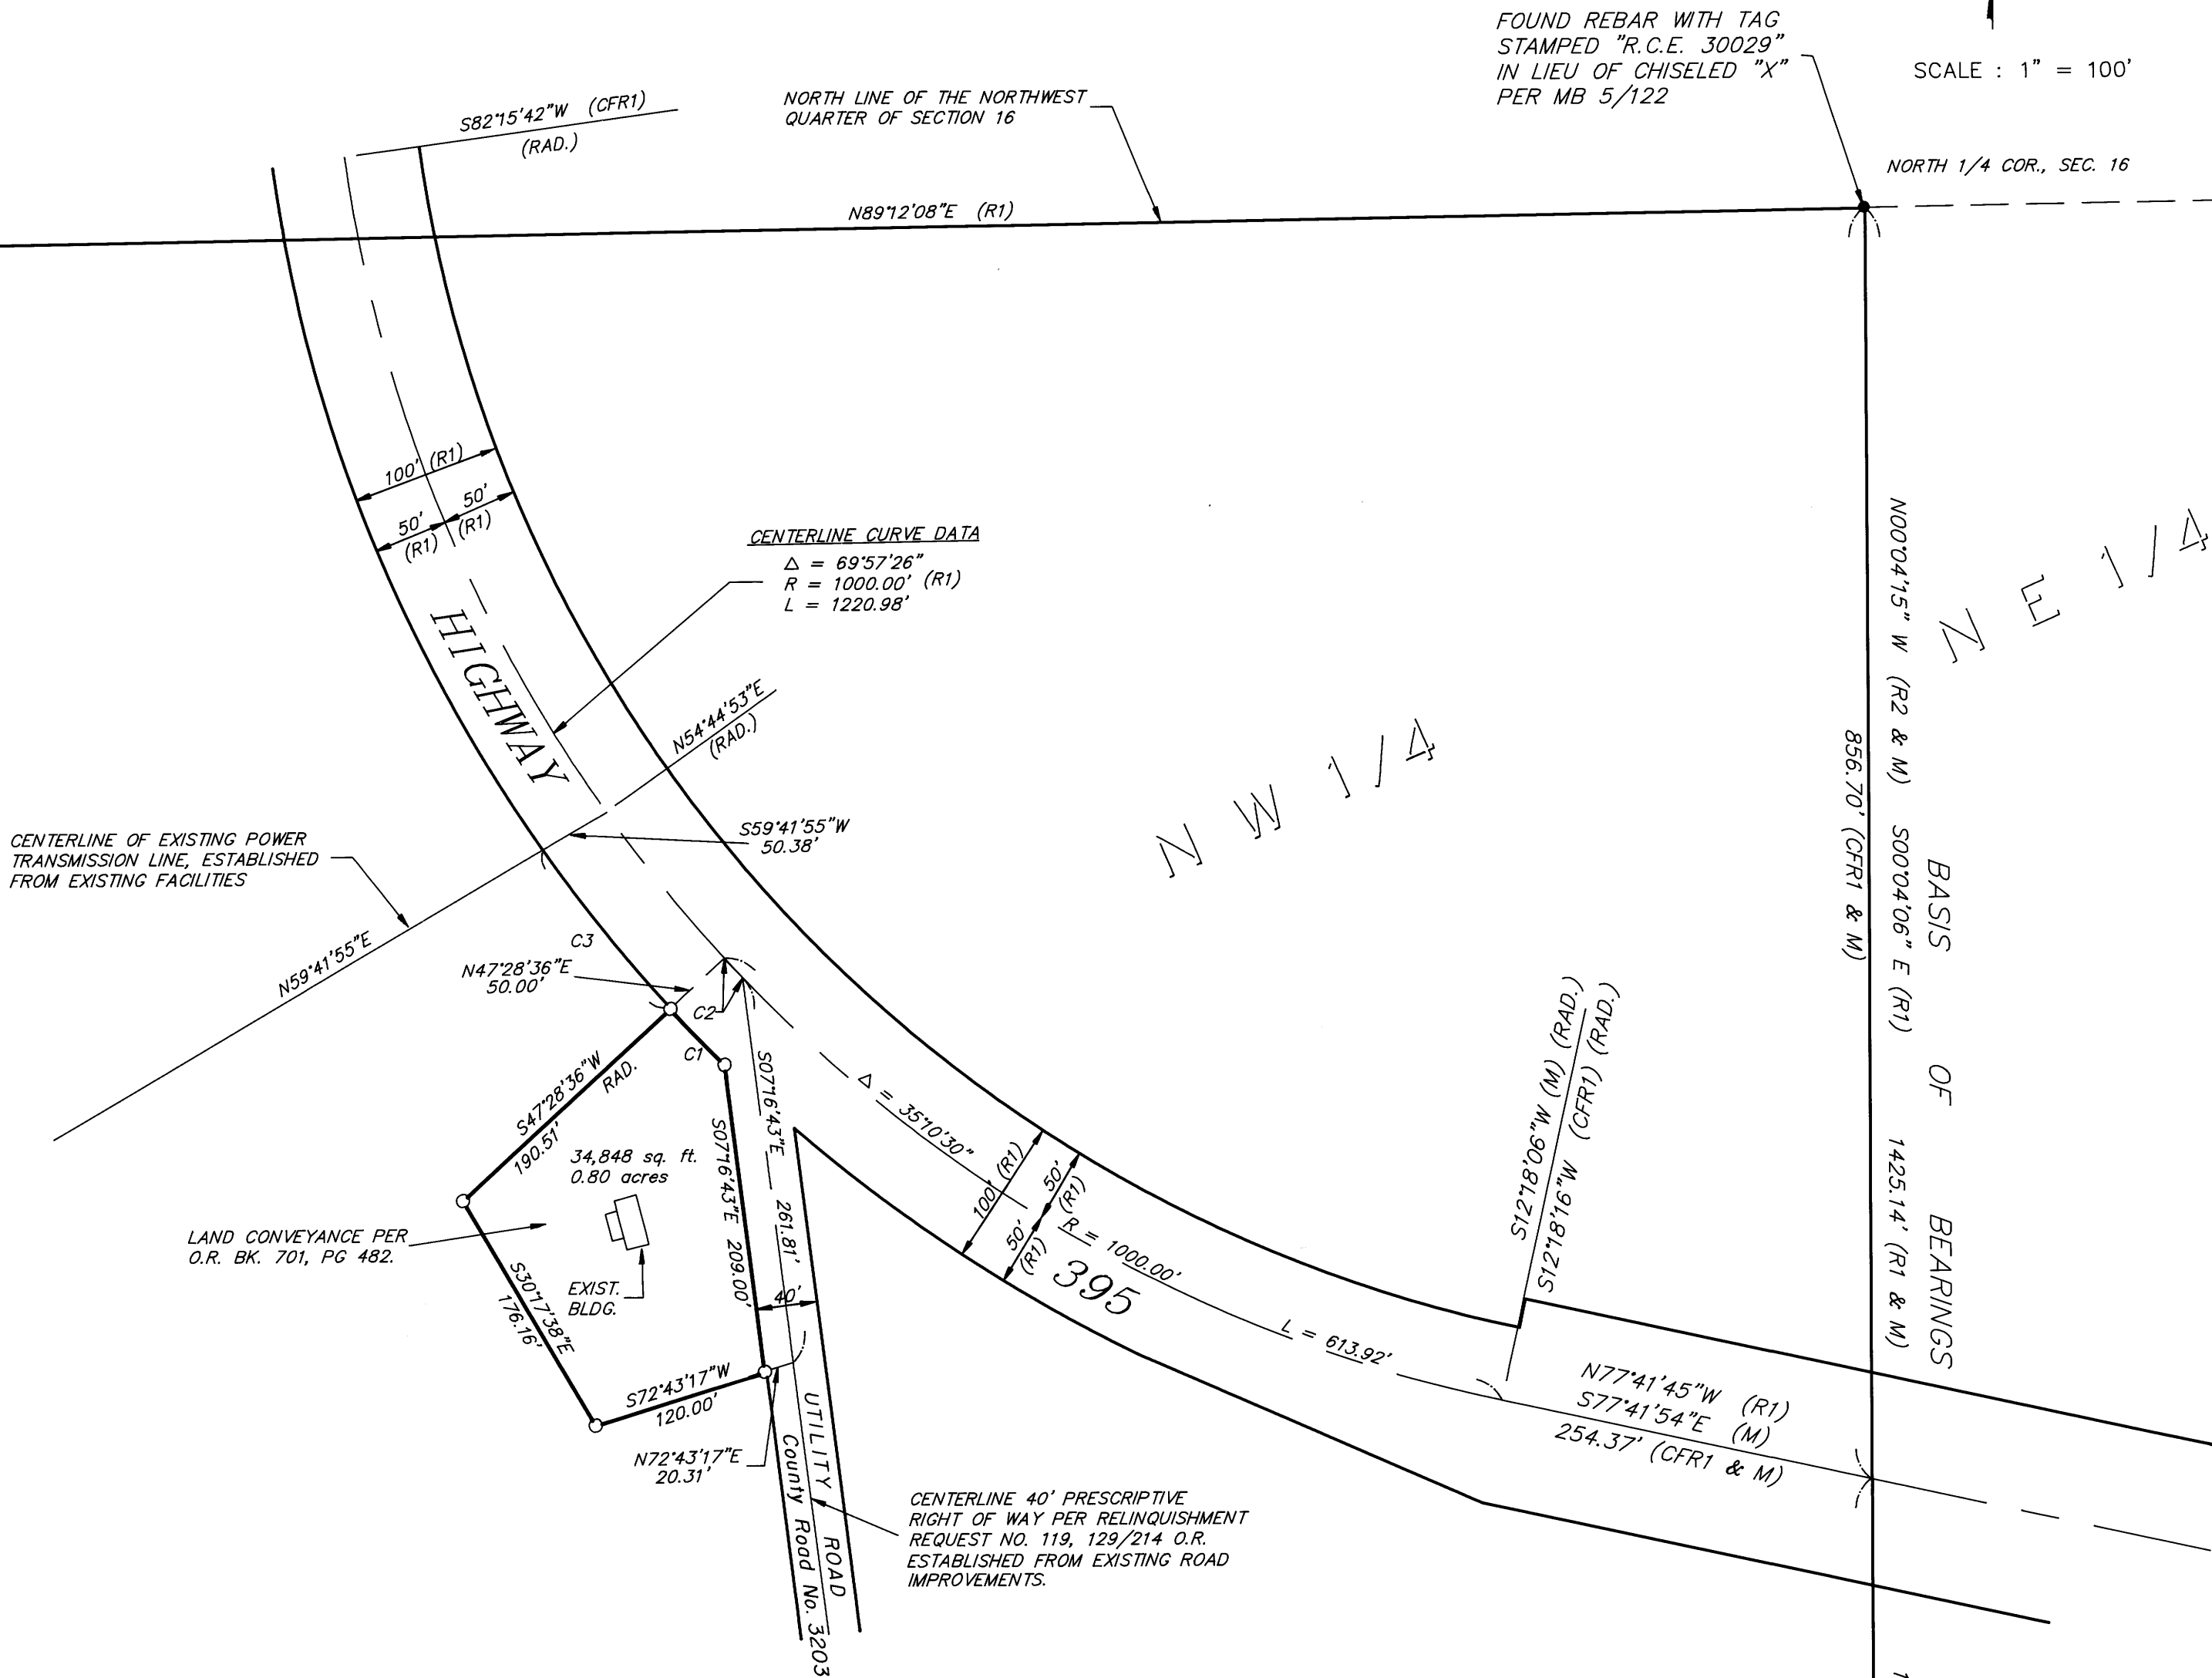 FOUND REBAR WITH TAG
STAMPED "R.C.E. 30029"
IN LIEU OF CHISELED "X"
PER MB 5/122
SCALE : 1" = 100'
NORTH 1/4 COR., SEC. 16
S82°15'42"W (CFR1)
(RAD.)
NORTH LINE OF THE NORTHWEST
QUARTER OF SECTION 16
N89°12'08"E (R1)
100' (R1)
50'
(R1)
50'
(R1)
CENTERLINE CURVE DATA
Δ = 69°57'26"
R = 1000.00' (R1)
L = 1220.98'
HIGHWAY
N54°44'53"E
(RAD.)
S59°41'55"W
50.38'
CENTERLINE OF EXISTING POWER
TRANSMISSION LINE, ESTABLISHED
FROM EXISTING FACILITIES
N59°41'55"E
C3
N47°28'36"E
50.00'
C2
C1
S47°28'36"W
RAD.
190.51'
34,848 sq. ft.
0.80 acres
LAND CONVEYANCE PER
O.R. BK. 701, PG 482.
EXIST.
BLDG.
S30°17'38"E
176.16'
S72°43'17"W
120.00'
S07°16'43"E 209.00'
S07°16'43"E 261.81'
40'
N72°43'17"E
20.31'
UTILITY ROAD
County Road No. 3203
CENTERLINE 40' PRESCRIPTIVE
RIGHT OF WAY PER RELINQUISHMENT
REQUEST NO. 119, 129/214 O.R.
ESTABLISHED FROM EXISTING ROAD
IMPROVEMENTS.
Δ = 35°10'30"
100' (R1)
50'
(R1)
50'
(R1)
R = 1000.00'
395
L = 613.92'
S12°18'06"W (M) (RAD.)
S12°18'16"W (CFR1) (RAD.)
N77°41'45"W (R1)
S77°41'54"E (M)
254.37' (CFR1 & M)
NW 1/4
NE 1/4
856.70' (CFR1 & M)
N00°04'15" W (R2 & M) S00°04'06" E (R1) 1425.14' (R1 & M)
BASIS OF BEARINGS